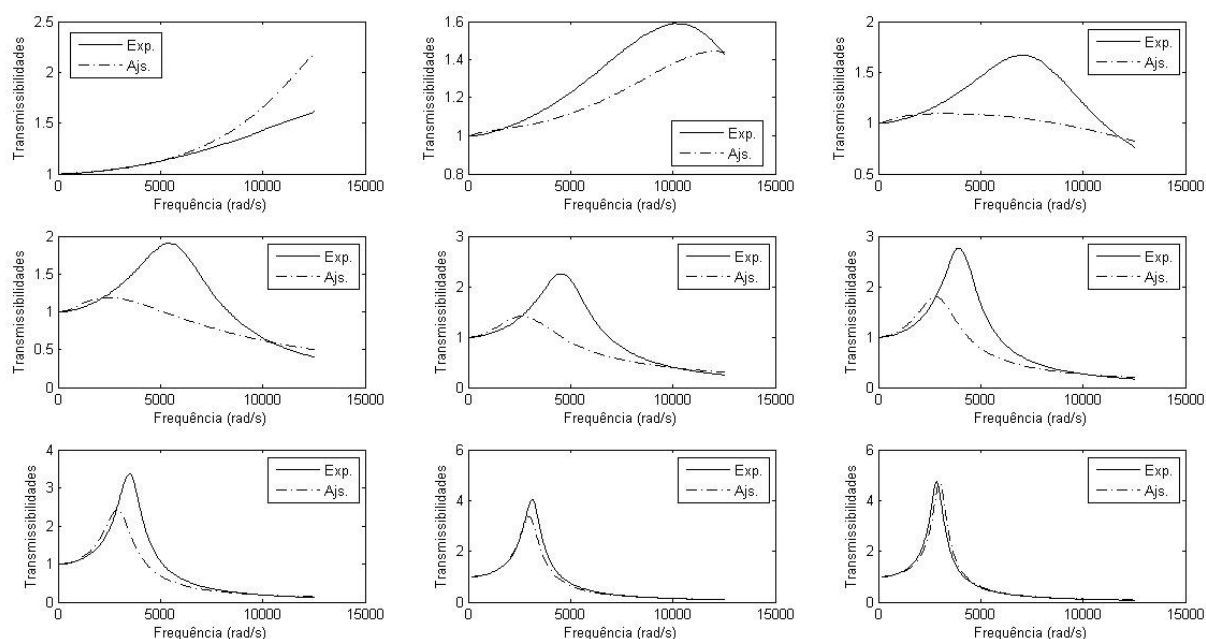 2.5
2
1.5
1
0 5000 10000 15000
Transmissibilidades
Frequência (rad/s)
Exp.
Ajs.
1.6
1.4
1.2
1
0.8
0 5000 10000 15000
Transmissibilidades
Frequência (rad/s)
Exp.
Ajs.
2
1.5
1
0.5
0 5000 10000 15000
Transmissibilidades
Frequência (rad/s)
Exp.
Ajs.
2
1.5
1
0.5
0
0 5000 10000 15000
Transmissibilidades
Frequência (rad/s)
Exp.
Ajs.
3
2
1
0
0 5000 10000 15000
Transmissibilidades
Frequência (rad/s)
Exp.
Ajs.
3
2
1
0
0 5000 10000 15000
Transmissibilidades
Frequência (rad/s)
Exp.
Ajs.
4
3
2
1
0
0 5000 10000 15000
Transmissibilidades
Frequência (rad/s)
Exp.
Ajs.
6
4
2
0
0 5000 10000 15000
Transmissibilidades
Frequência (rad/s)
Exp.
Ajs.
6
4
2
0
0 5000 10000 15000
Transmissibilidades
Frequência (rad/s)
Exp.
Ajs.